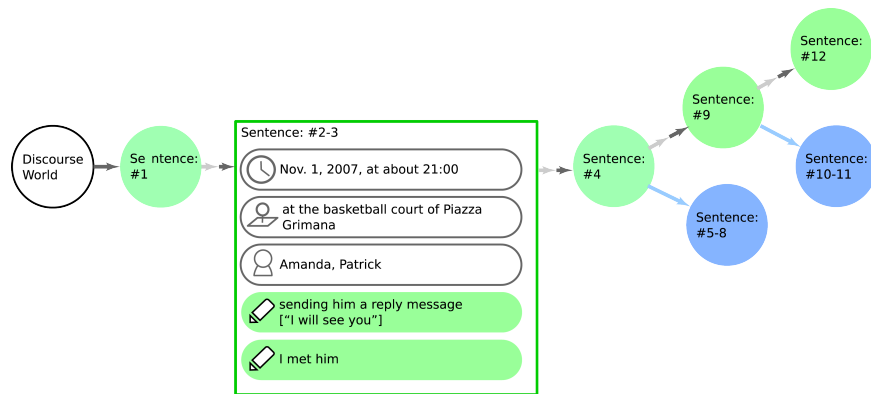 Discourse
World
Se ntence:
#1
Sentence: #2-3
Nov. 1, 2007, at about 21:00
at the basketball court of Piazza
Grimana
Amanda, Patrick
sending him a reply message
[“I will see you”]
I met him
Sentence:
#4
Sentence:
#5-8
Sentence:
#9
Sentence:
#10-11
Sentence:
#12